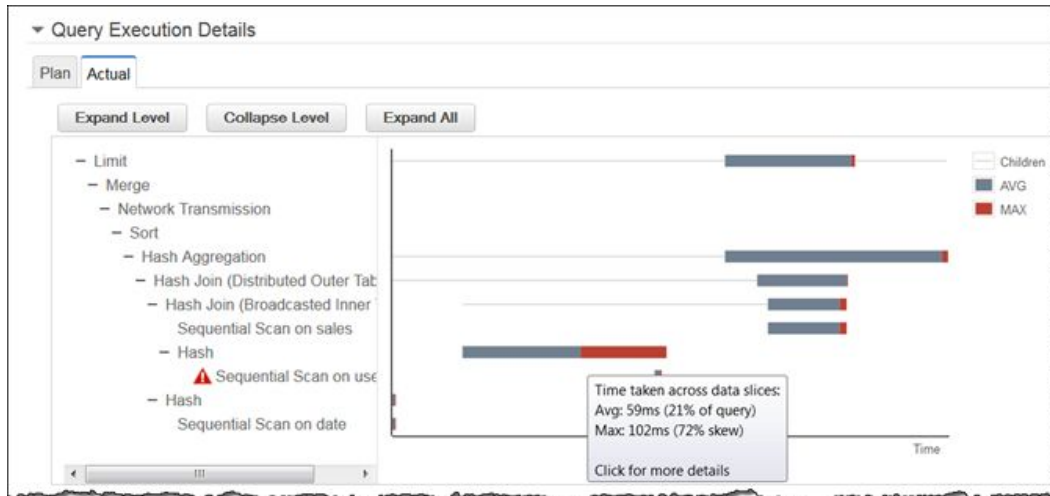 Query Execution Details
Plan Actual
Expand Level Collapse Level Expand All
Limit
Merge
Network Transmission
Sort
Hash Aggregation
Hash Join (Distributed Outer Tab
Hash Join (Broadcasted Inner
Sequential Scan on sales
Hash
Sequential Scan on use
Hash
Sequential Scan on date
Children
AVG
MAX
Time taken across data slices:
Avg: 59ms (21% of query)
Max: 102ms (72% skew)
Click for more details
Time